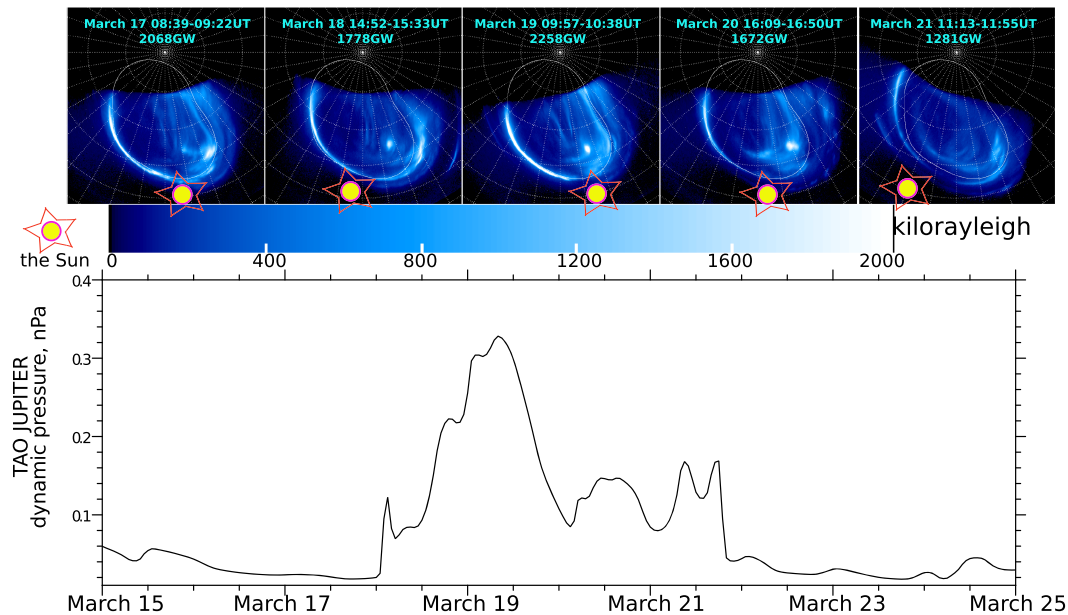 March 17 08:39-09:22UT
2068GW
March 18 14:52-15:33UT
1778GW
March 19 09:57-10:38UT
2258GW
March 20 16:09-16:50UT
1672GW
March 21 11:13-11:55UT
1281GW
the Sun
0 400 800 1200 1600 2000
kilorayleigh
TAO JUPITER
dynamic pressure, nPa
0.4
0.3
0.2
0.1
March 15 March 17 March 19 March 21 March 23 March 25